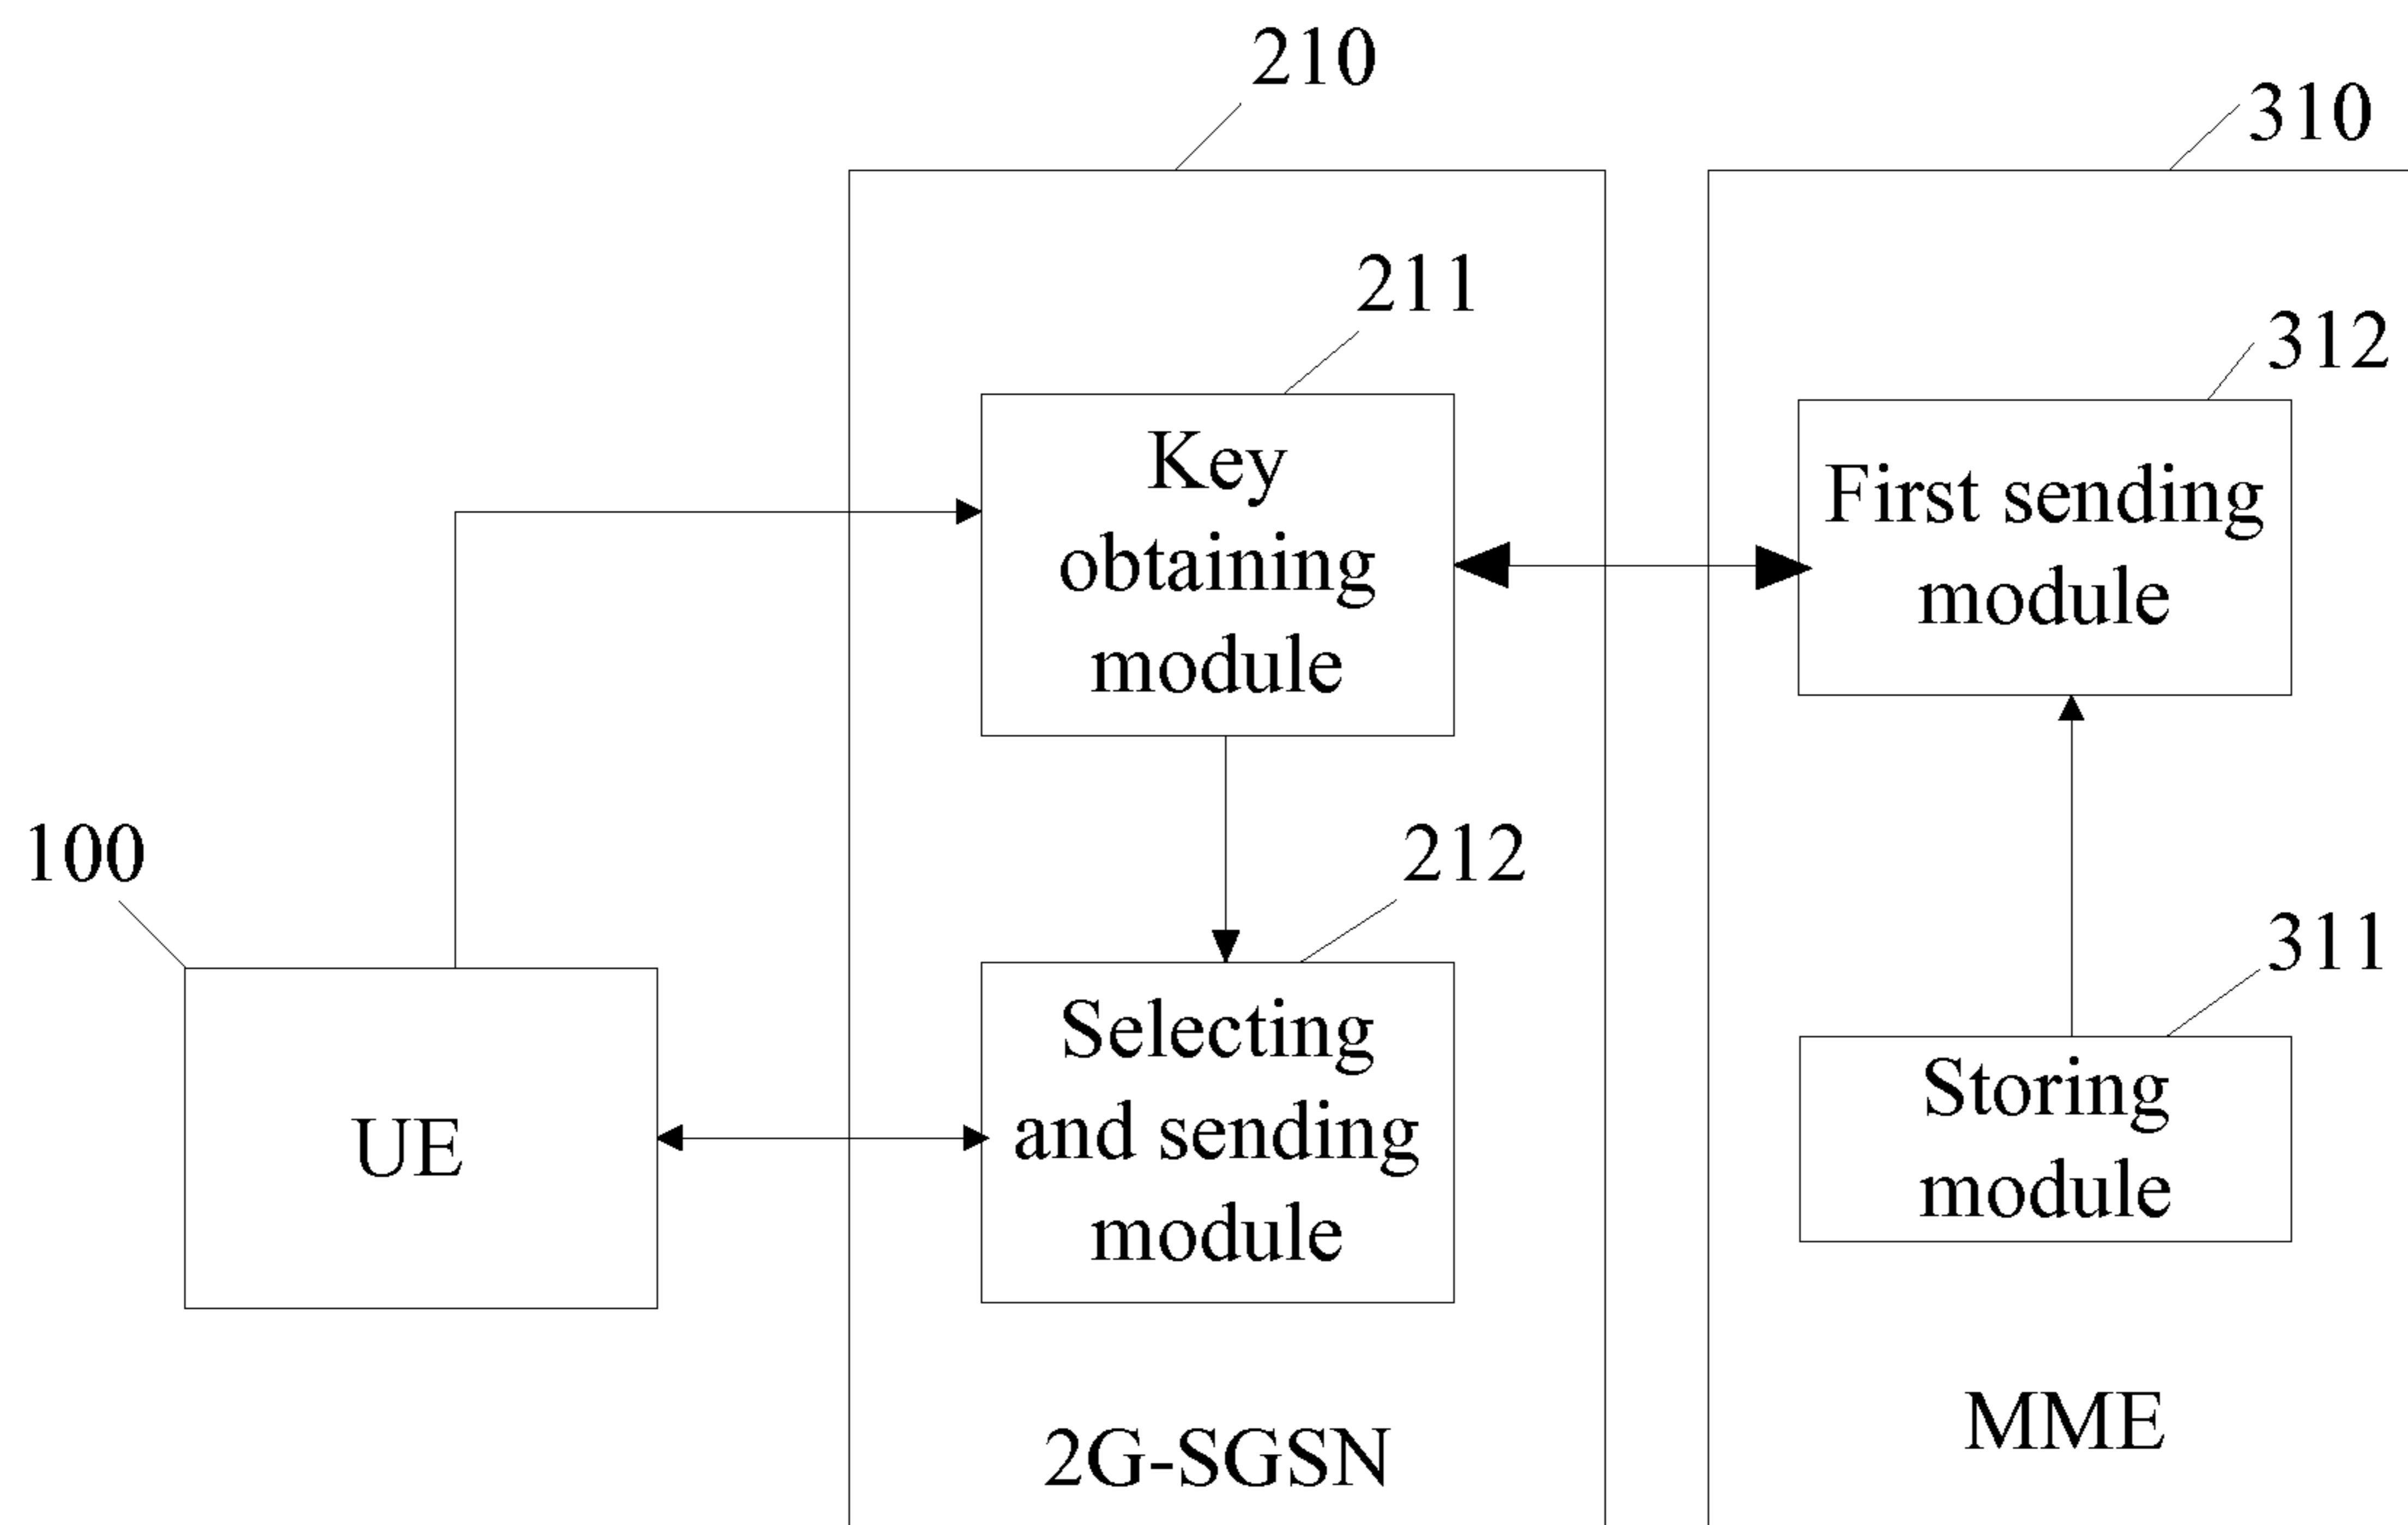 210
310
211
312
Key
obtaining
module
First sending
module
100
212
311
UE
Selecting
and sending
module
Storing
module
2G-SGSN
MME